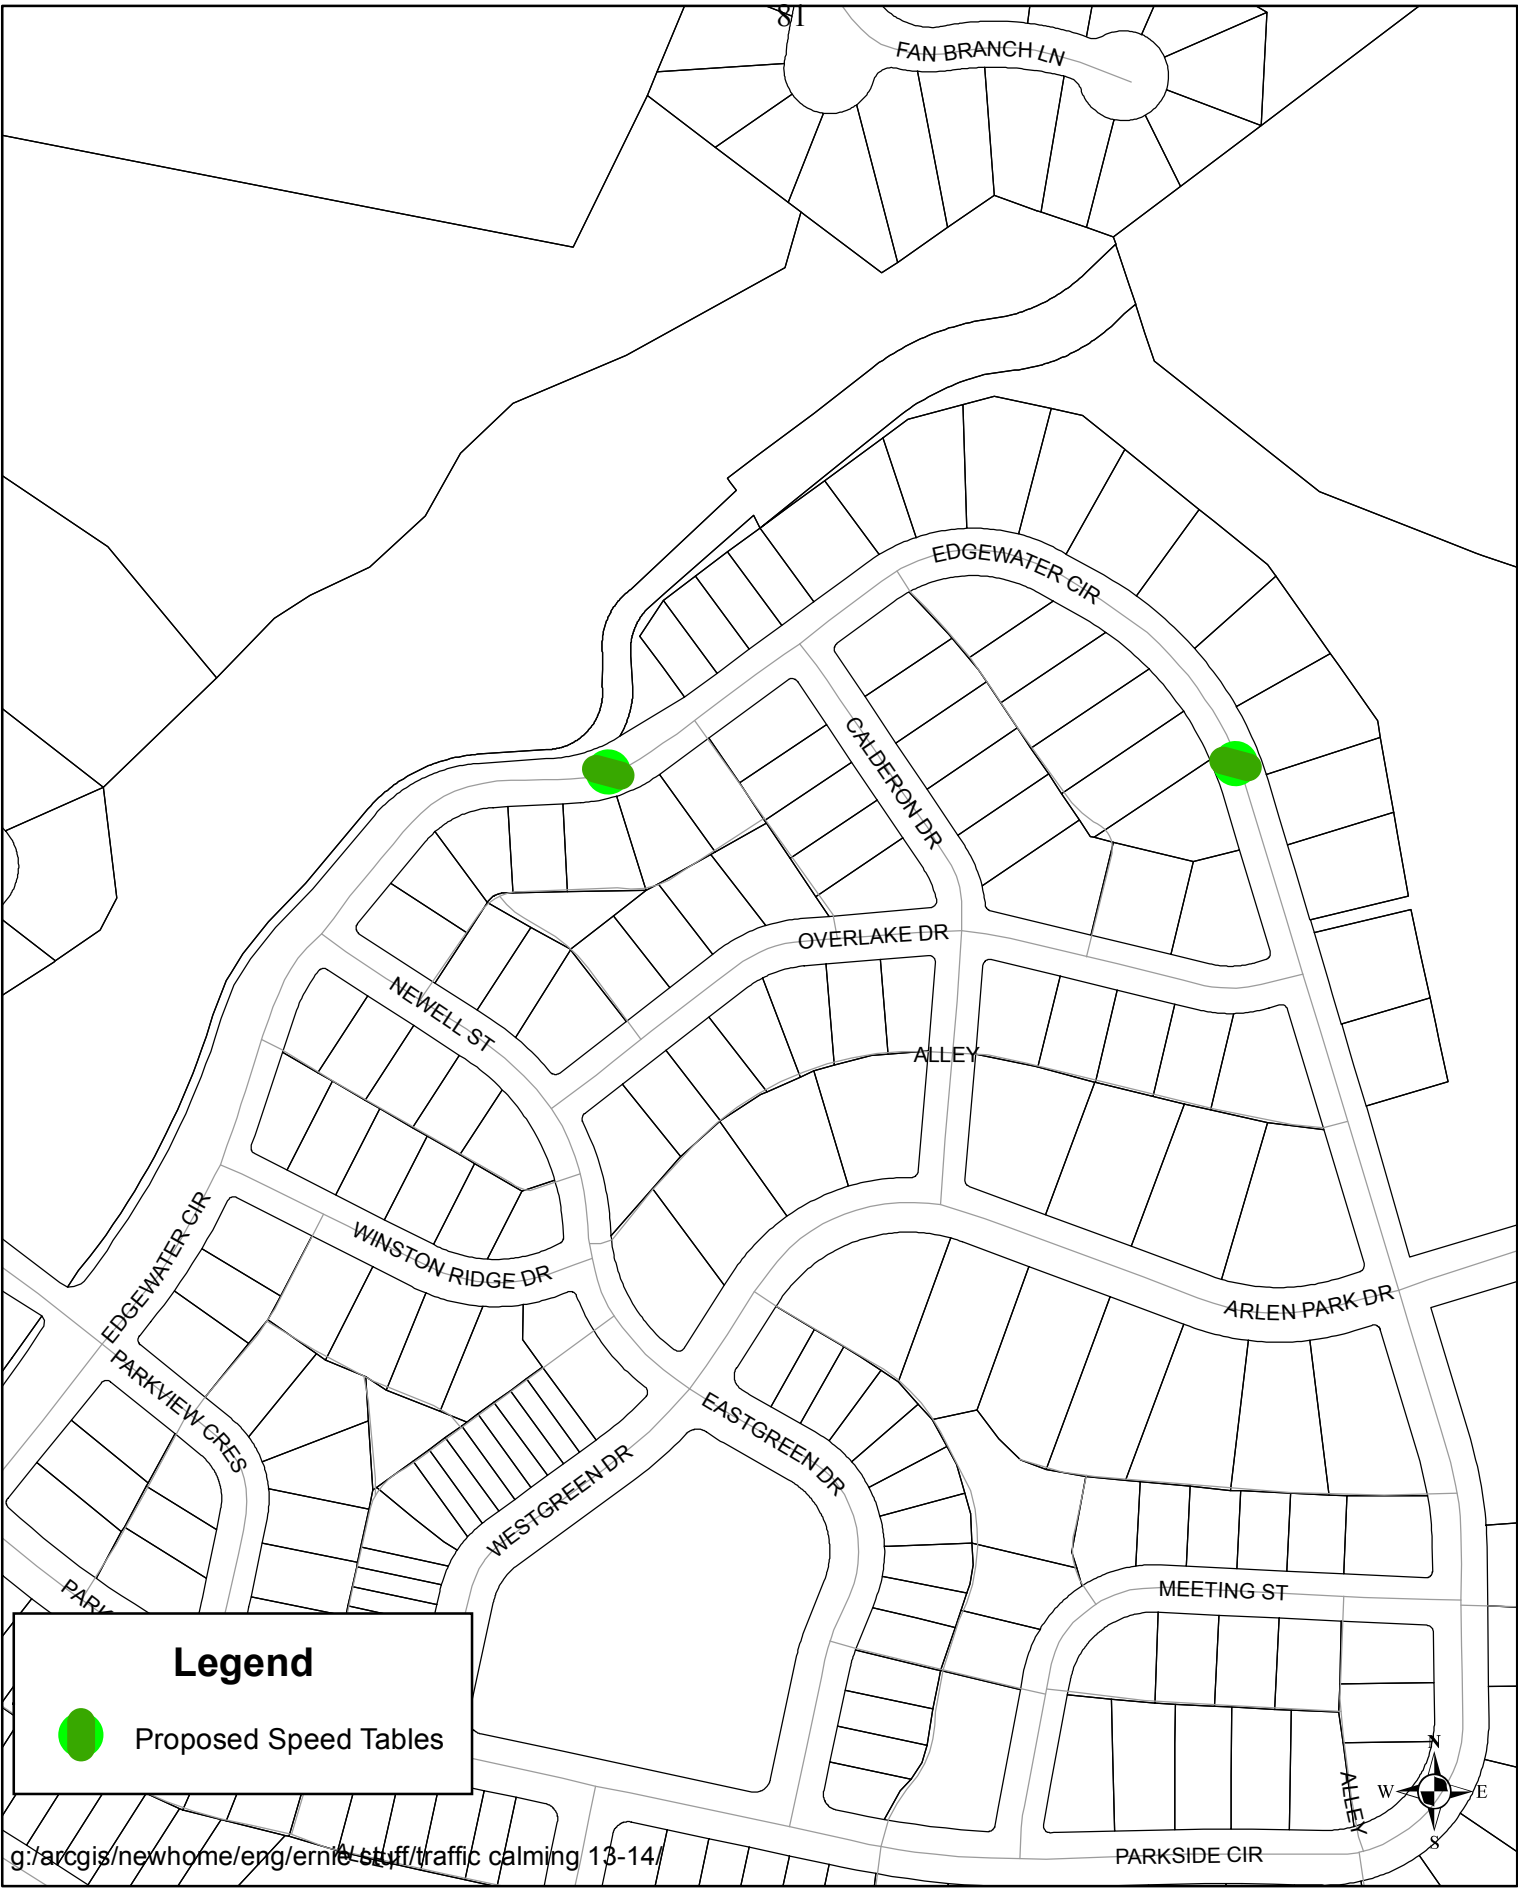 81
FAN BRANCH LN
EDGEWATER CIR
CALDERON DR
OVERLAKE DR
NEWELL ST
ALLEY
EDGEWATER CIR
WINSTON RIDGE DR
ARLEN PARK DR
PARKVIEW CRES
EASTGREEN DR
WESTGREEN DR
MEETING ST
PARK
Legend
Proposed Speed Tables
N
W
E
S
ALLEY
PARKSIDE CIR
g:/arcgis/newhome/eng/ernie stuff/traffic calming 13-14/